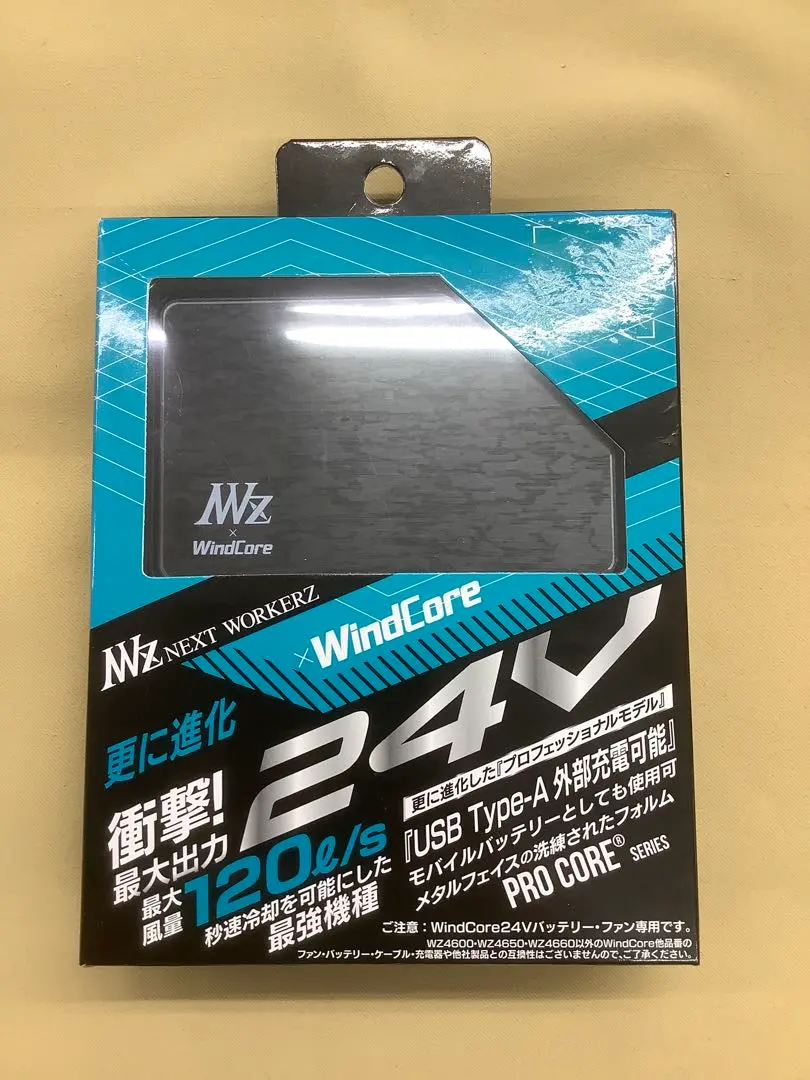 NWz
×
WindCore
NWz NEXT WORKERZ
×WindCore
24V
更に進化
衝撃!
最大出力
最大風量 120ℓ/s
秒速冷却を可能にした
最強機種
更に進化した『プロフェッショナルモデル』
『USB Type-A 外部充電可能』
モバイルバッテリーとしても使用可
メタルフェイスの洗練されたフォルム
PRO CORE® SERIES
ご注意：WindCore24Vバッテリー・ファン専用です。
WZ4600・WZ4650・WZ4660以外のWindCore他品番の
ファン・バッテリー・ケーブル・充電器や他社製品との互換性はございませんので、ご了承ください。